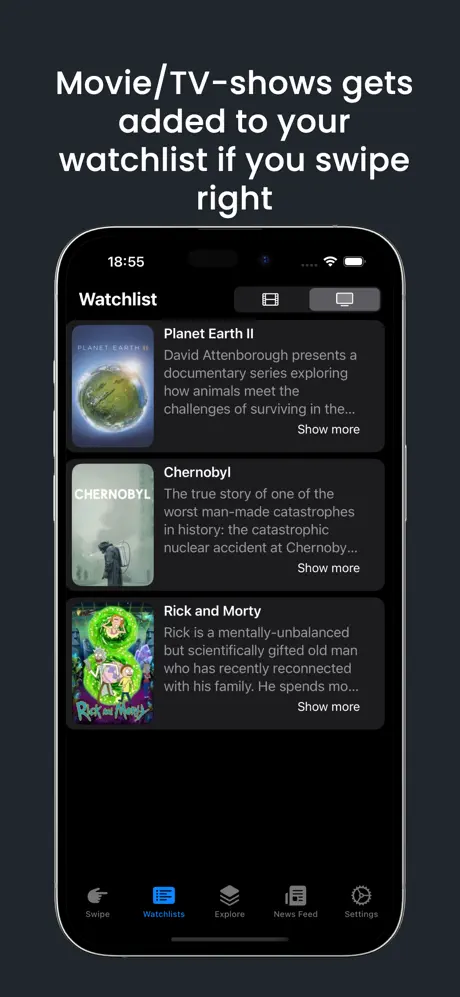 Movie/TV-shows gets
added to your
watchlist if you swipe
right
18:55
Watchlist
PLANET EARTH II
Planet Earth II
David Attenborough presents a
documentary series exploring
how animals meet the
challenges of surviving in the...
Show more
CHERNOBYL
Chernobyl
The true story of one of the
worst man-made catastrophes
in history: the catastrophic
nuclear accident at Chernoby...
Show more
Rick and Morty
Rick and Morty
Rick is a mentally-unbalanced
but scientifically gifted old man
who has recently reconnected
with his family. He spends mo...
Show more
Swipe
Watchlists
Explore
News Feed
Settings